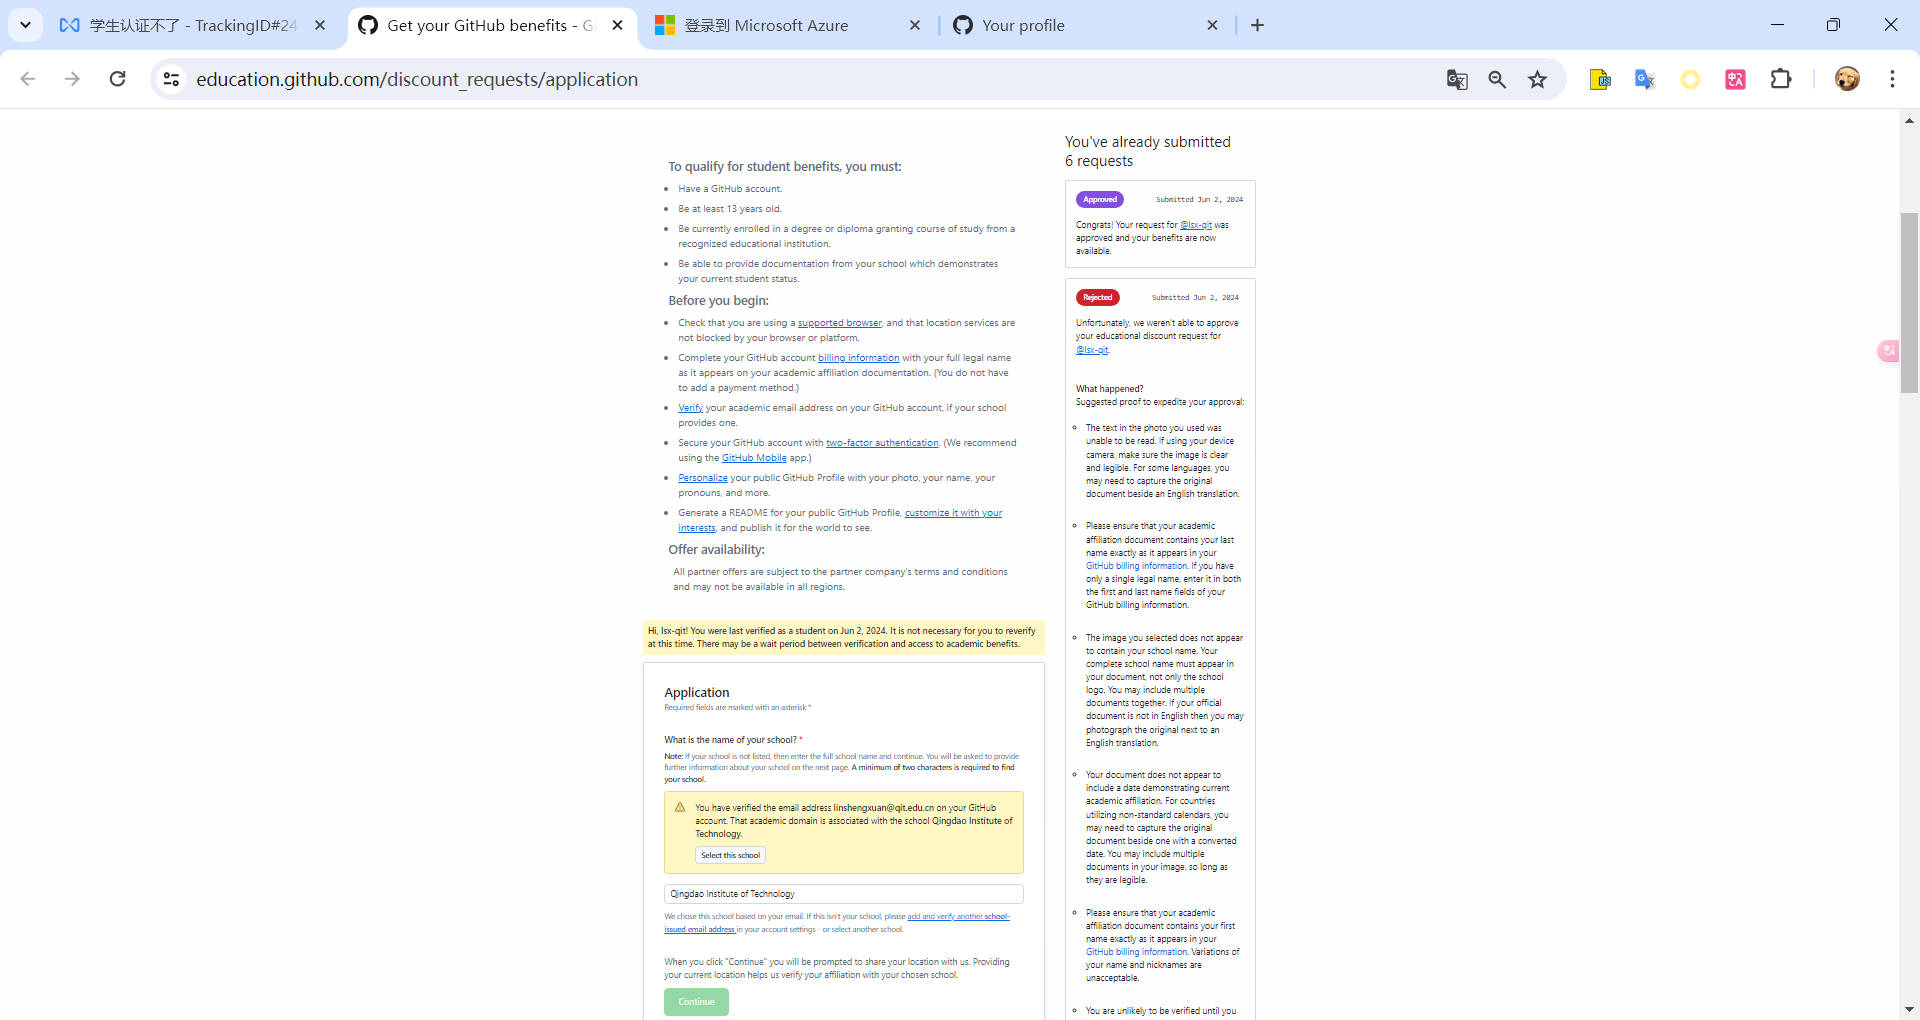 学生认证不了 - TrackingID#24
Get your GitHub benefits - Gi
登录到 Microsoft Azure
Your profile
education.github.com/discount_requests/application
To qualify for student benefits, you must:
Have a GitHub account.
Be at least 13 years old.
Be currently enrolled in a degree or diploma granting course of study from a
recognized educational institution.
Be able to provide documentation from your school which demonstrates
your current student status.
Before you begin:
Check that you are using a supported browser, and that location services are
not blocked by your browser or platform.
Complete your GitHub account billing information with your full legal name
as it appears on your academic affiliation documentation. (You do not have
to add a payment method.)
Verify your academic email address on your GitHub account, if your school
provides one.
Secure your GitHub account with two-factor authentication. (We recommend
using the GitHub Mobile app.)
Personalize your public GitHub Profile with your photo, your name, your
pronouns, and more.
Generate a README for your public GitHub Profile, customize it with your
interests, and publish it for the world to see.
Offer availability:
All partner offers are subject to the partner company's terms and conditions
and may not be available in all regions.
Hi, lsx-qit! You were last verified as a student on Jun 2, 2024. It is not necessary for you to reverify
at this time. There may be a wait period between verification and access to academic benefits.
Application
Required fields are marked with an asterisk *
What is the name of your school? *
Note: If your school is not listed, then enter the full school name and continue. You will be asked to provide
further information about your school on the next page. A minimum of two characters is required to find
your school.
You have verified the email address linshengxuan@qit.edu.cn on your GitHub
account. That academic domain is associated with the school Qingdao Institute of
Technology.
Select this school
Qingdao Institute of Technology
We chose this school based on your email. If this isn't your school, please add and verify another school-
issued email address in your account settings - or select another school.
When you click "Continue" you will be prompted to share your location with us. Providing
your current location helps us verify your affiliation with your chosen school.
Continue
You've already submitted
6 requests
Approved Submitted Jun 2, 2024
Congrats! Your request for @lsx-qit was
approved and your benefits are now
available.
Rejected Submitted Jun 2, 2024
Unfortunately, we weren't able to approve
your educational discount request for
@lsx-qit.
What happened?
Suggested proof to expedite your approval:
The text in the photo you used was
unable to be read. If using your device
camera, make sure the image is clear
and legible. For some languages, you
may need to capture the original
document beside an English translation.
Please ensure that your academic
affiliation document contains your last
name exactly as it appears in your
GitHub billing information. If you have
only a single legal name, enter it in both
the first and last name fields of your
GitHub billing information.
The image you selected does not appear
to contain your school name. Your
complete school name must appear in
your document, not only the school
logo. You may include multiple
documents together. If your official
document is not in English then you may
photograph the original next to an
English translation.
Your document does not appear to
include a date demonstrating current
academic affiliation. For countries
utilizing non-standard calendars, you
may need to capture the original
document beside one with a converted
date. You may include multiple
documents in your image, so long as
they are legible.
Please ensure that your academic
affiliation document contains your first
name exactly as it appears in your
GitHub billing information. Variations of
your name and nicknames are
unacceptable.
You are unlikely to be verified until you